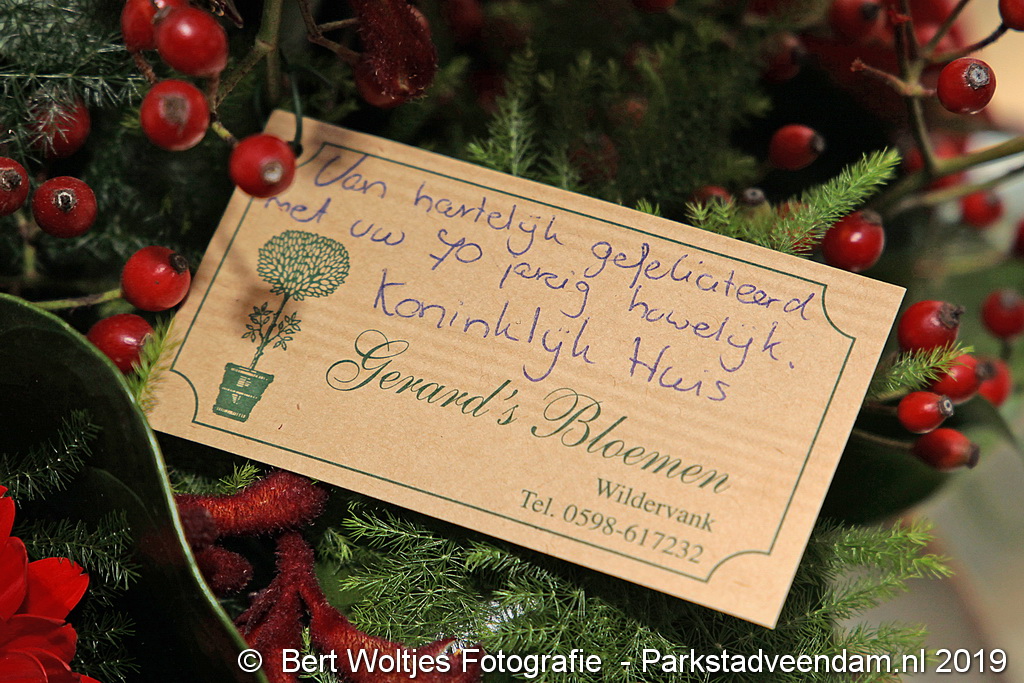 Van hartelijk gefeliciteerd
met uw 70 jarig huwelijk.
Koninklijk Huis
Gerard's Bloemen
Wildervank
Tel. 0598-617232
© Bert Woltjes Fotografie - Parkstadveendam.nl 2019